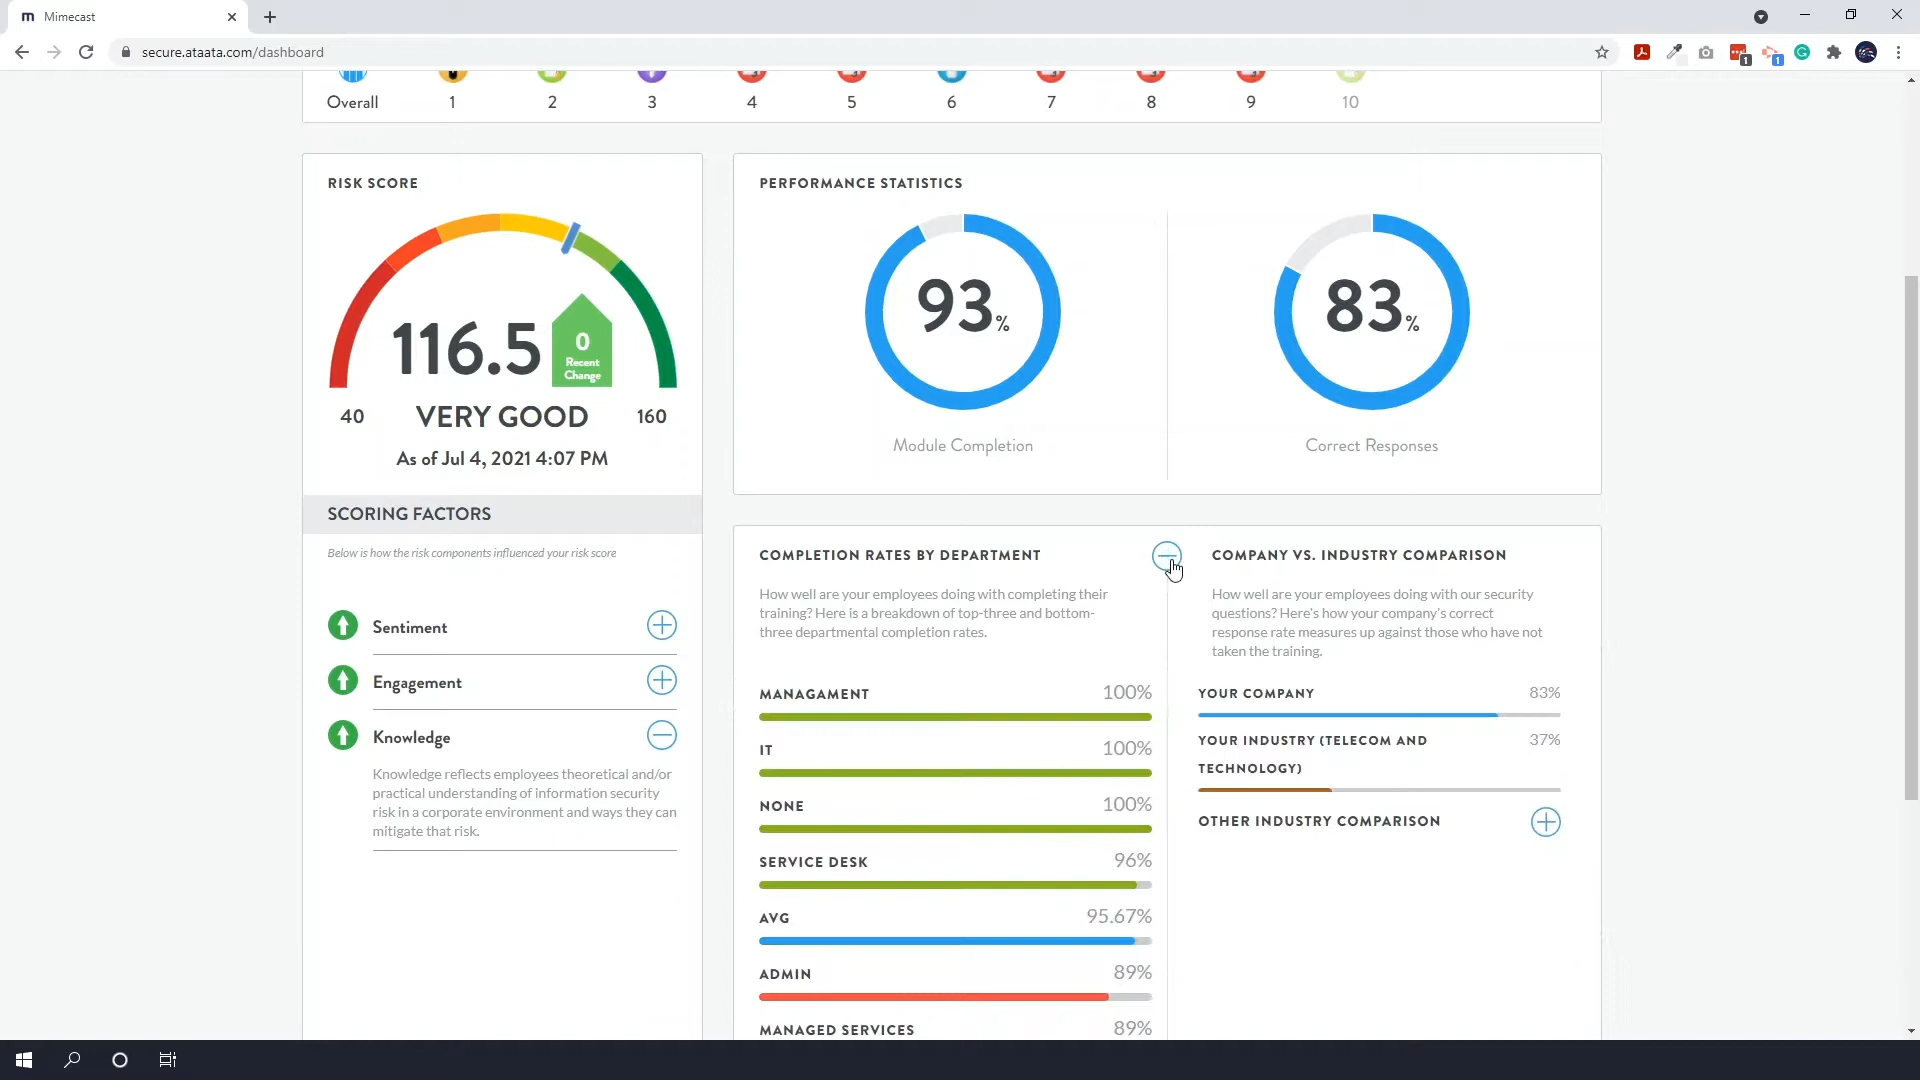 Mimecast
secure.ataata.com/dashboard
1
1
Overall
1
2
3
4
5
6
7
8
9
10
RISK SCORE
116.5
0
Recent
Change
40
VERY GOOD
160
As of Jul 4, 2021 4:07 PM
SCORING FACTORS
Below is how the risk components influenced your risk score
Sentiment
Engagement
Knowledge
Knowledge reflects employees theoretical and/or
practical understanding of information security
risk in a corporate environment and ways they can
mitigate that risk.
PERFORMANCE STATISTICS
93%
Module Completion
83%
Correct Responses
COMPLETION RATES BY DEPARTMENT
How well are your employees doing with completing their
training? Here is a breakdown of top-three and bottom-
three departmental completion rates.
MANAGAMENT 100%
IT 100%
NONE 100%
SERVICE DESK 96%
AVG 95.67%
ADMIN 89%
MANAGED SERVICES 89%
COMPANY VS. INDUSTRY COMPARISON
How well are your employees doing with our security
questions? Here's how your company's correct
response rate measures up against those who have not
taken the training.
YOUR COMPANY 83%
YOUR INDUSTRY (TELECOM AND 37%
TECHNOLOGY)
OTHER INDUSTRY COMPARISON